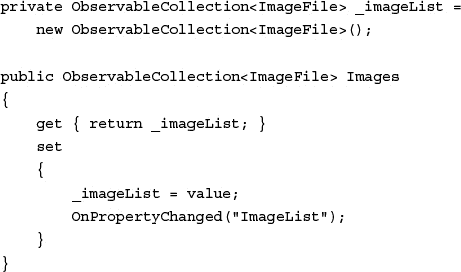 private ObservableCollection<ImageFile> _imageList =
    new ObservableCollection<ImageFile>();

public ObservableCollection<ImageFile> Images
{
    get { return _imageList; }
    set
    {
        _imageList = value;
        OnPropertyChanged("ImageList");
    }
}